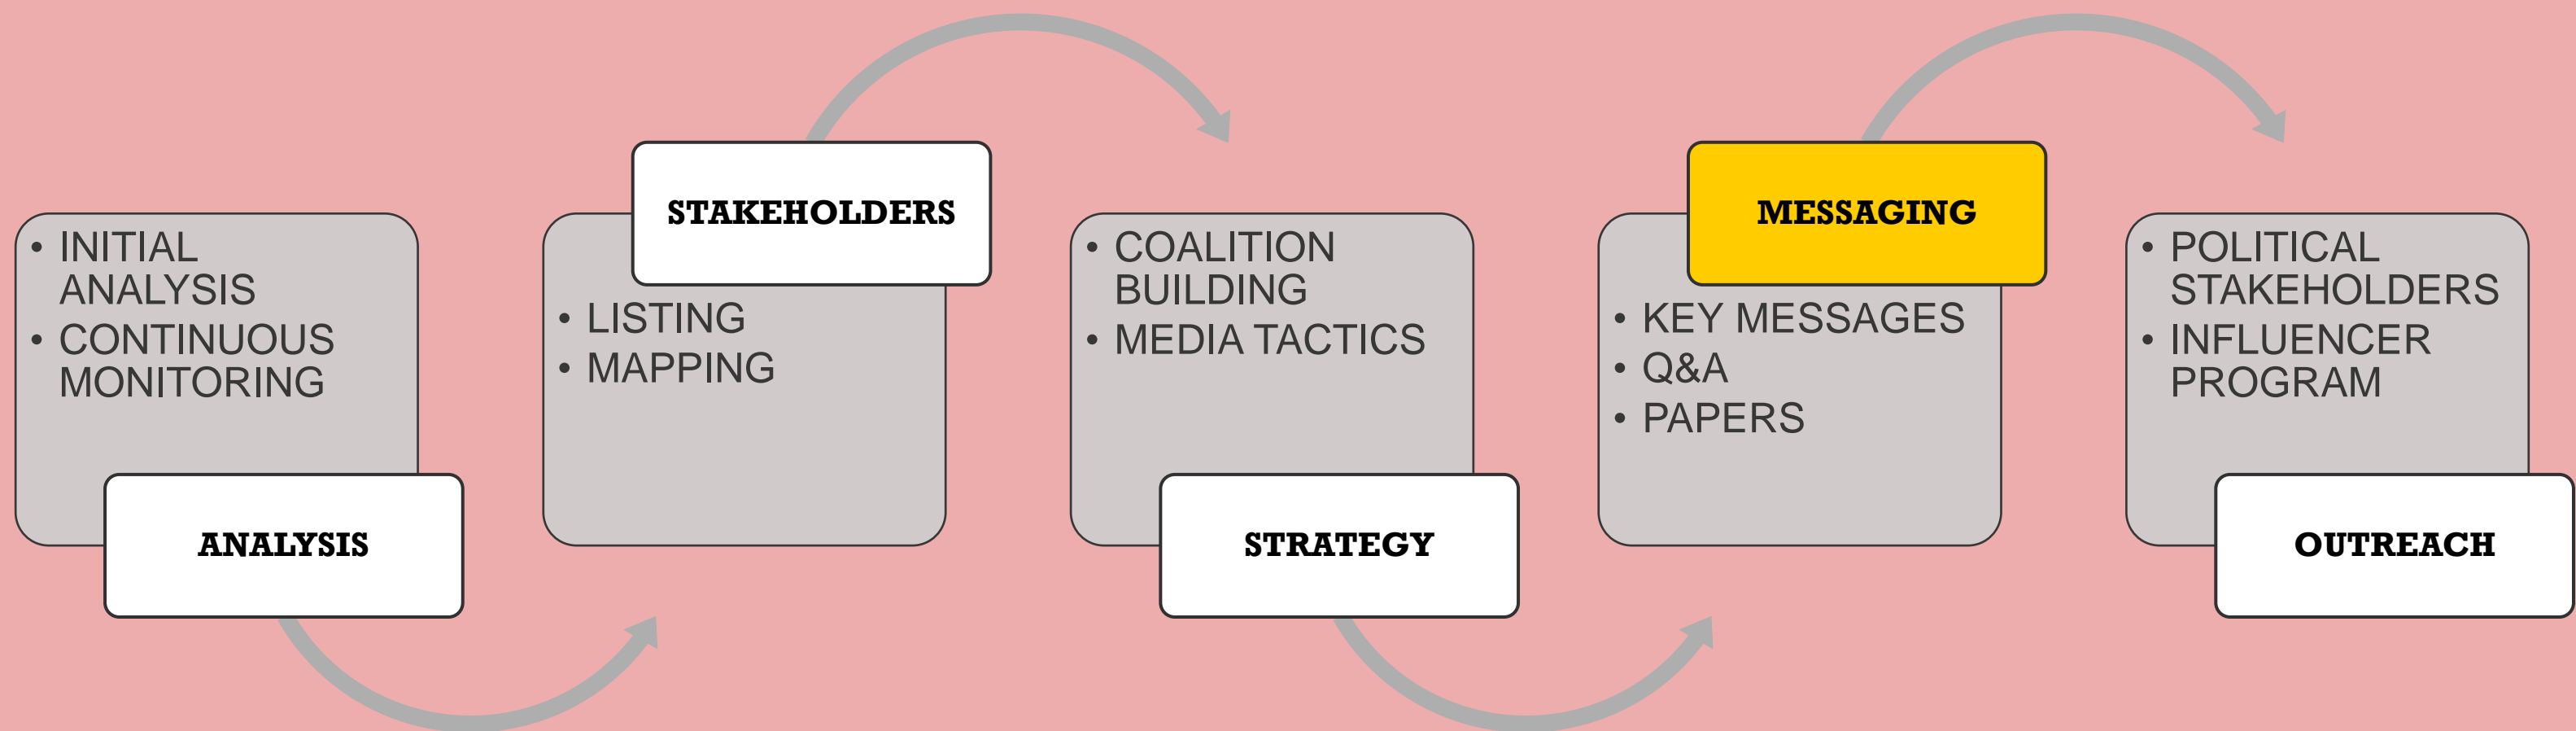 • INITIAL
ANALYSIS
• CONTINUOUS
MONITORING
ANALYSIS
STAKEHOLDERS
• LISTING
• MAPPING
• COALITION
BUILDING
• MEDIA TACTICS
STRATEGY
MESSAGING
• KEY MESSAGES
• Q&A
• PAPERS
• POLITICAL
STAKEHOLDERS
• INFLUENCER
PROGRAM
OUTREACH